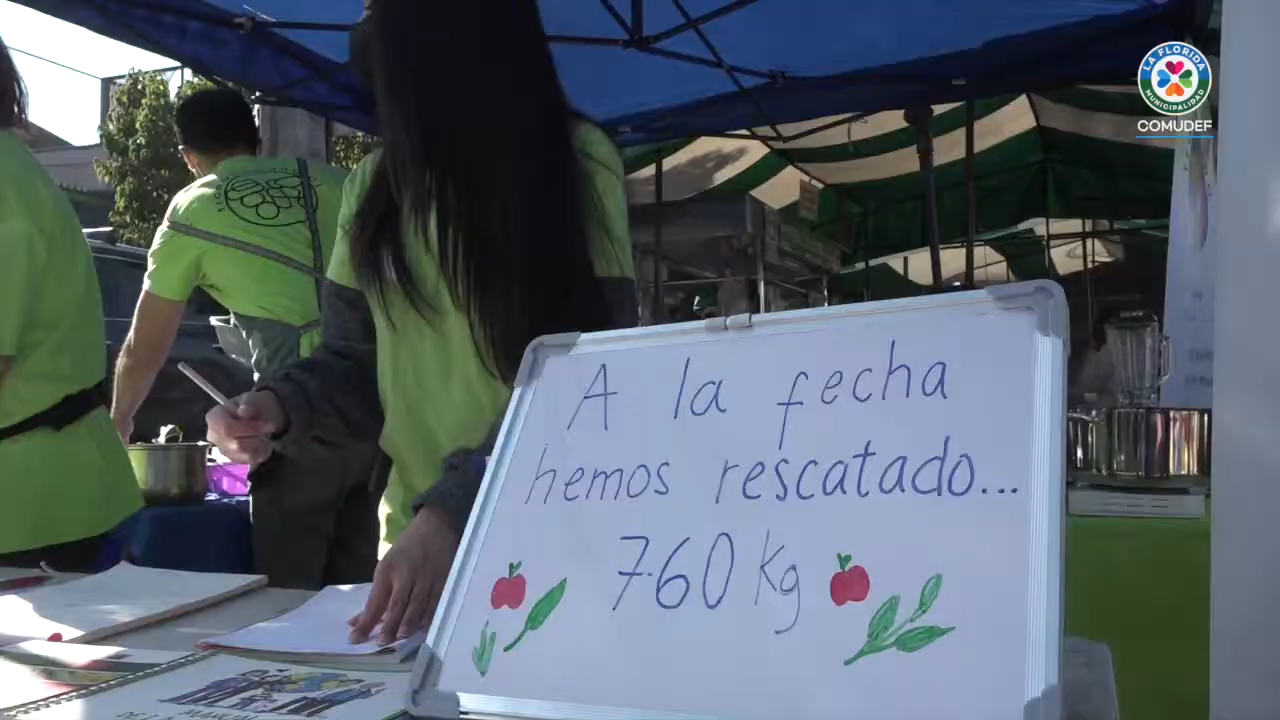 LA FLORIDA
MUNICIPALIDAD
COMUDEF
A la fecha
hemos rescatado...
760 Kg